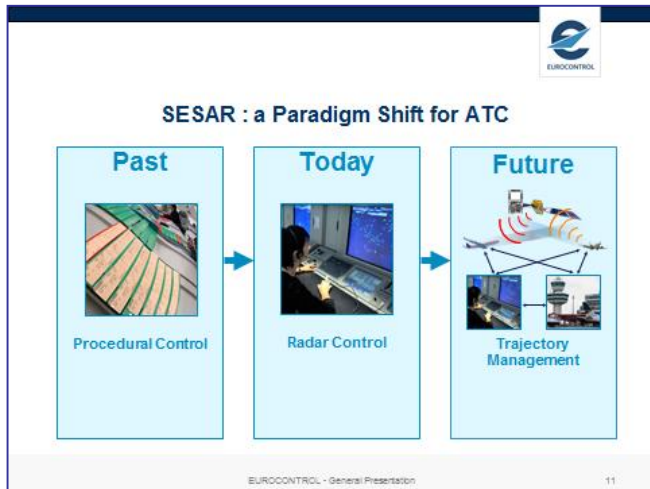 EUROCONTROL
SESAR : a Paradigm Shift for ATC
Past
Procedural Control
Today
Radar Control
Future
Trajectory
Management
EUROCONTROL - General Presentation
11